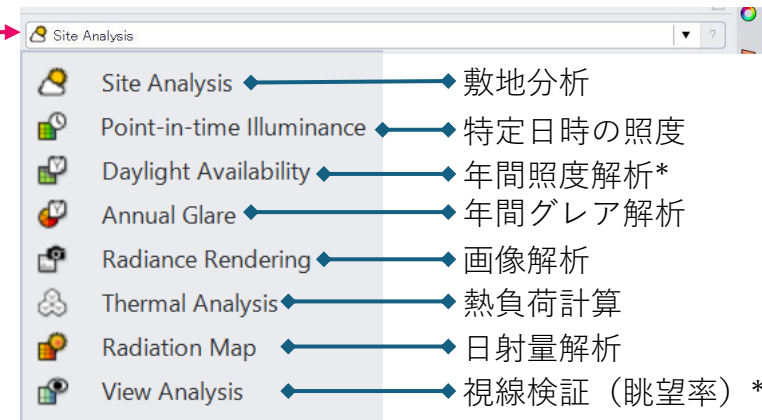 Site Analysis ▼ ?
Site Analysis 敷地分析
Point-in-time Illuminance 特定日時の照度
Daylight Availability 年間照度解析*
Annual Glare 年間グレア解析
Radiance Rendering 画像解析
Thermal Analysis 熱負荷計算
Radiation Map 日射量解析
View Analysis 視線検証（眺望率）*